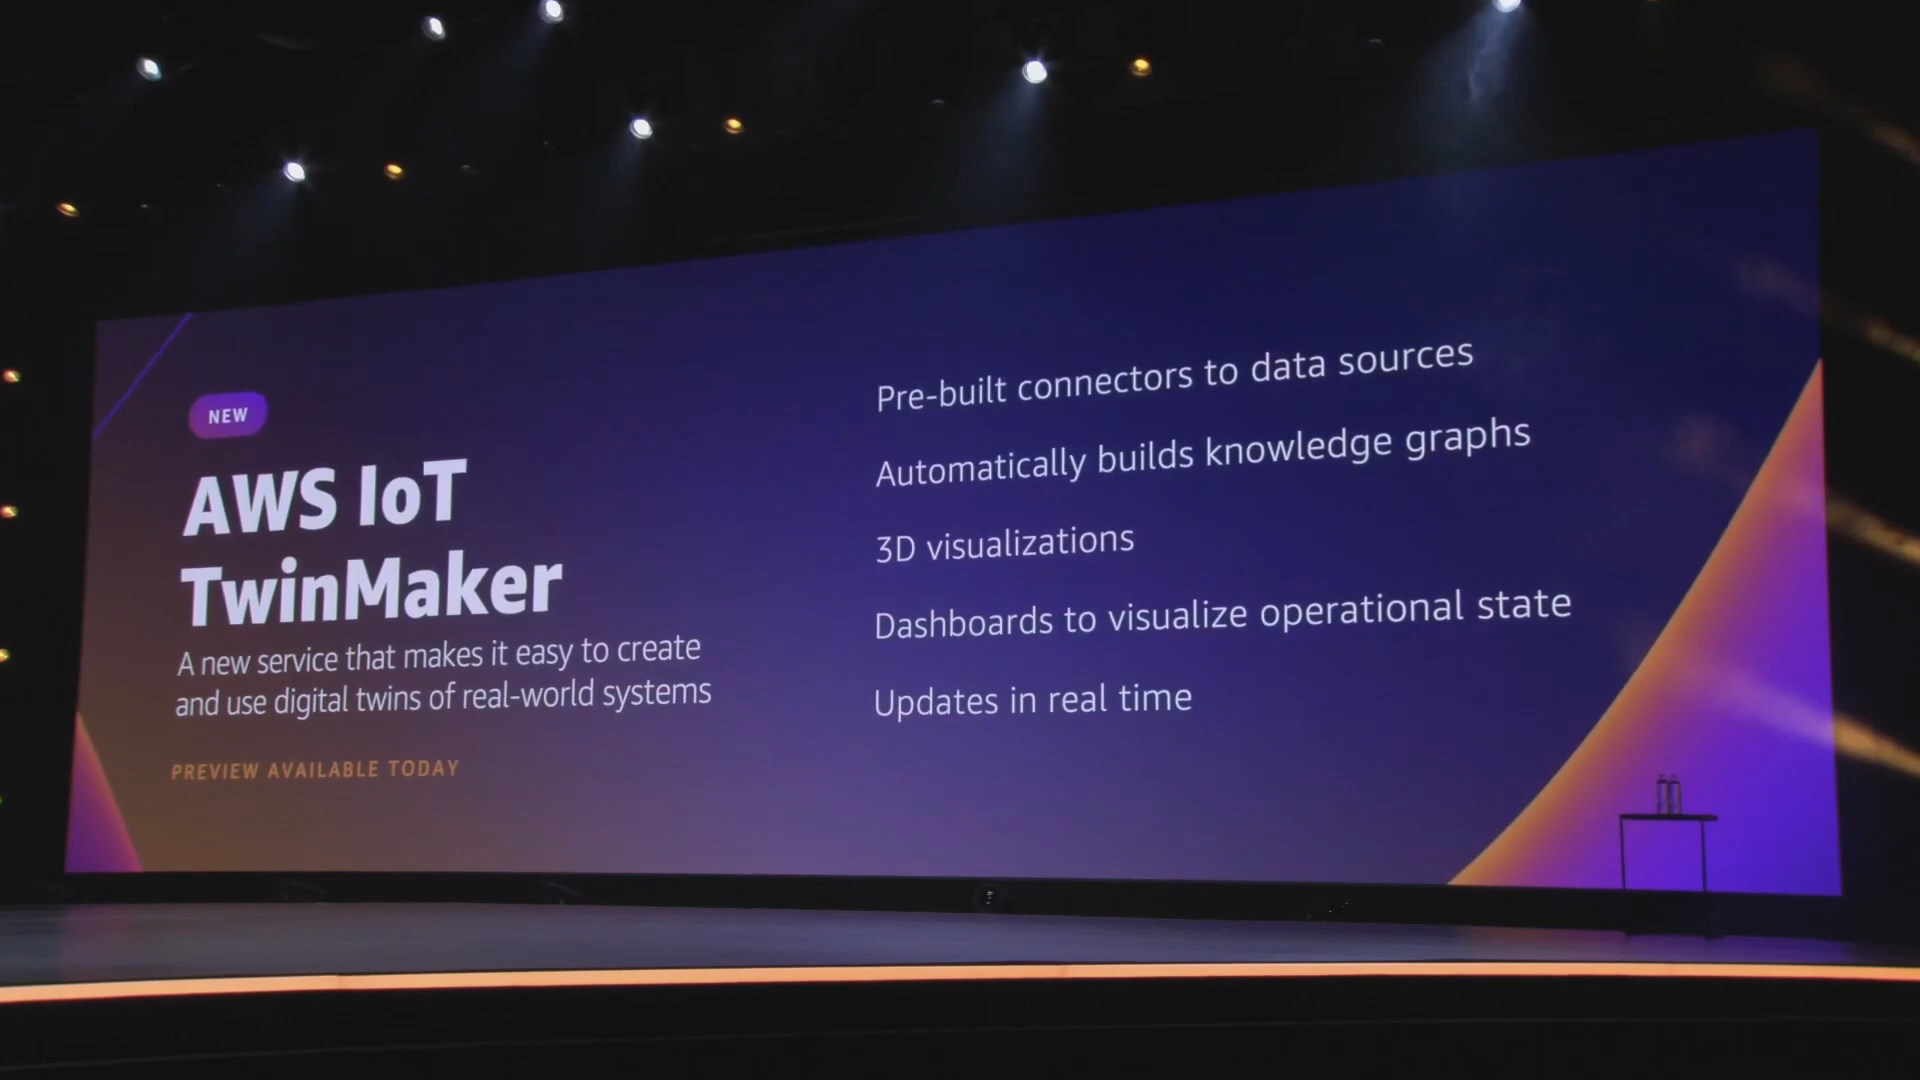 NEW
AWS IoT
TwinMaker
A new service that makes it easy to create
and use digital twins of real-world systems
PREVIEW AVAILABLE TODAY
Pre-built connectors to data sources
Automatically builds knowledge graphs
3D visualizations
Dashboards to visualize operational state
Updates in real time